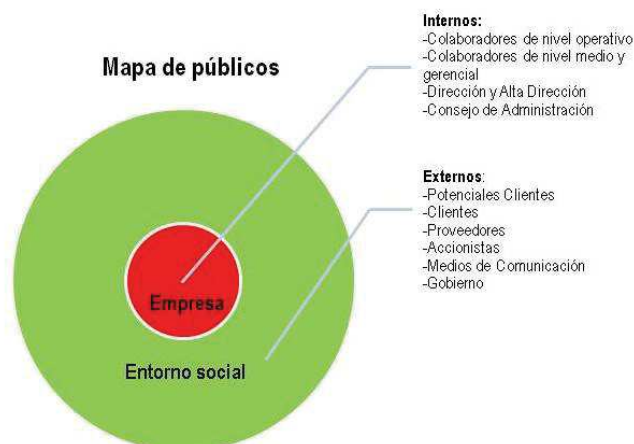 Mapa de públicos
Internos:
-Colaboradores de nivel operativo
-Colaboradores de nivel medio y
gerencial
-Dirección y Alta Dirección
-Consejo de Administración
Externos:
-Potenciales Clientes
-Clientes
-Proveedores
-Accionistas
-Medios de Comunicación
-Gobierno
Empresa
Entorno social